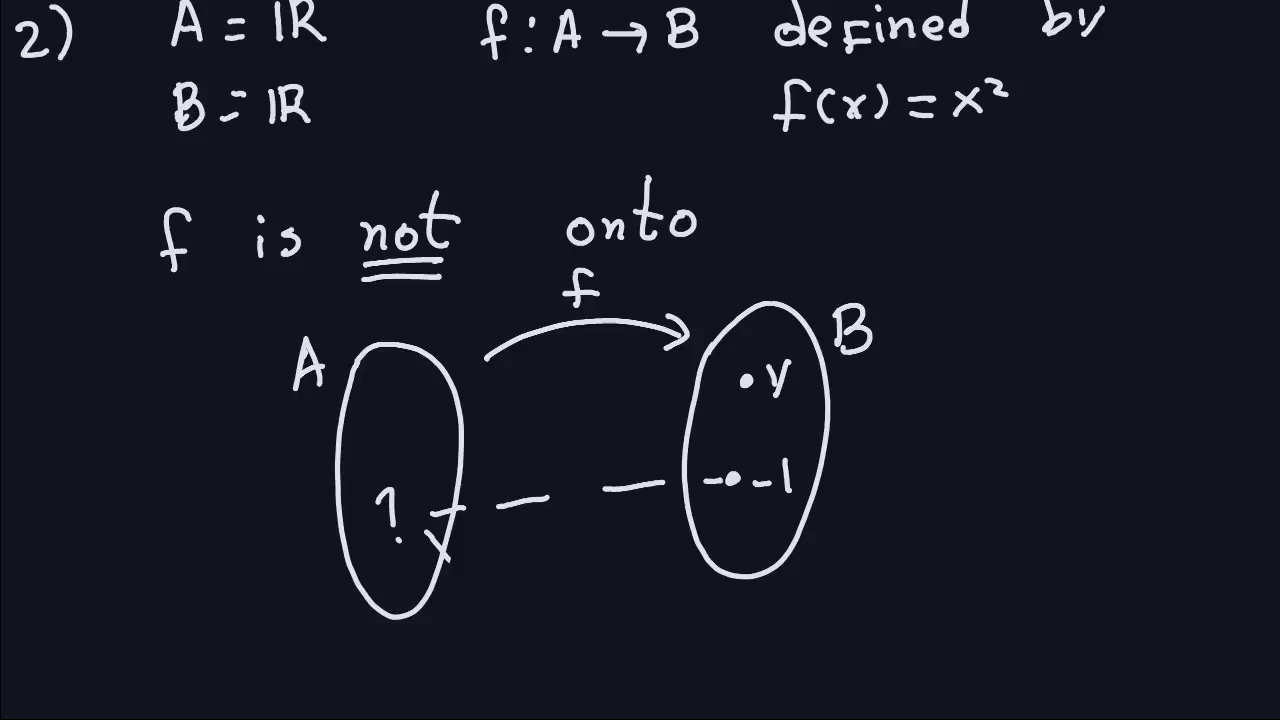 2) A = ℝ f : A → B defined by
B = ℝ f(x) = x²
f is not onto
f
A B
• y
? • -1